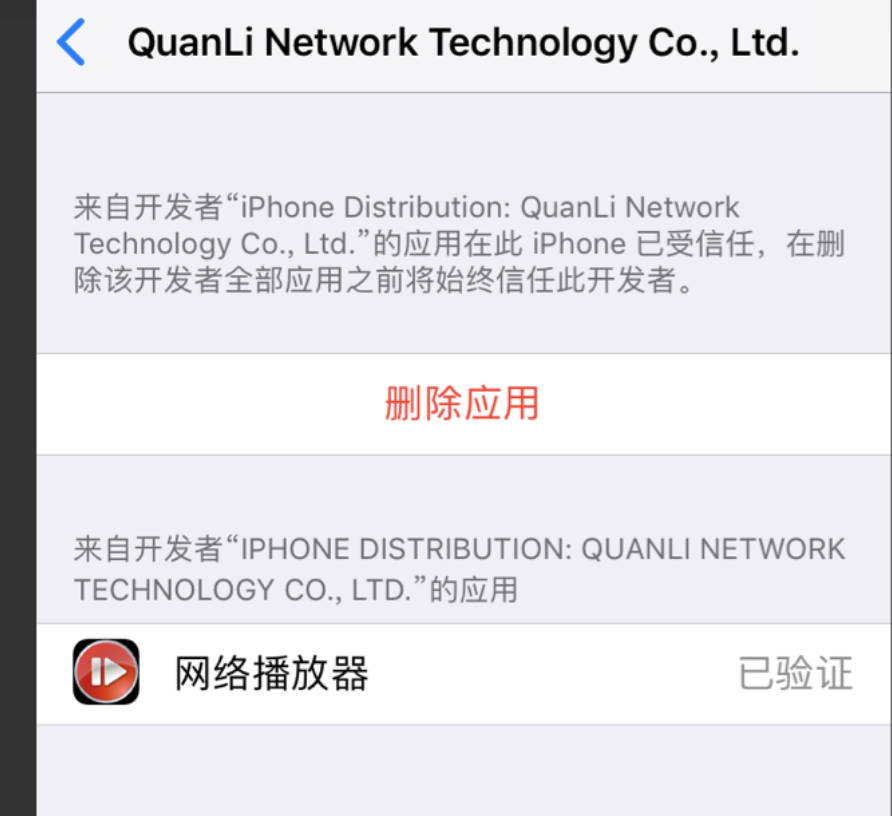 QuanLi Network Technology Co., Ltd.
来自开发者“iPhone Distribution: QuanLi Network
Technology Co., Ltd.”的应用在此 iPhone 已受信任，在删
除该开发者全部应用之前将始终信任此开发者。
删除应用
来自开发者“IPHONE DISTRIBUTION: QUANLI NETWORK
TECHNOLOGY CO., LTD.”的应用
网络播放器 已验证